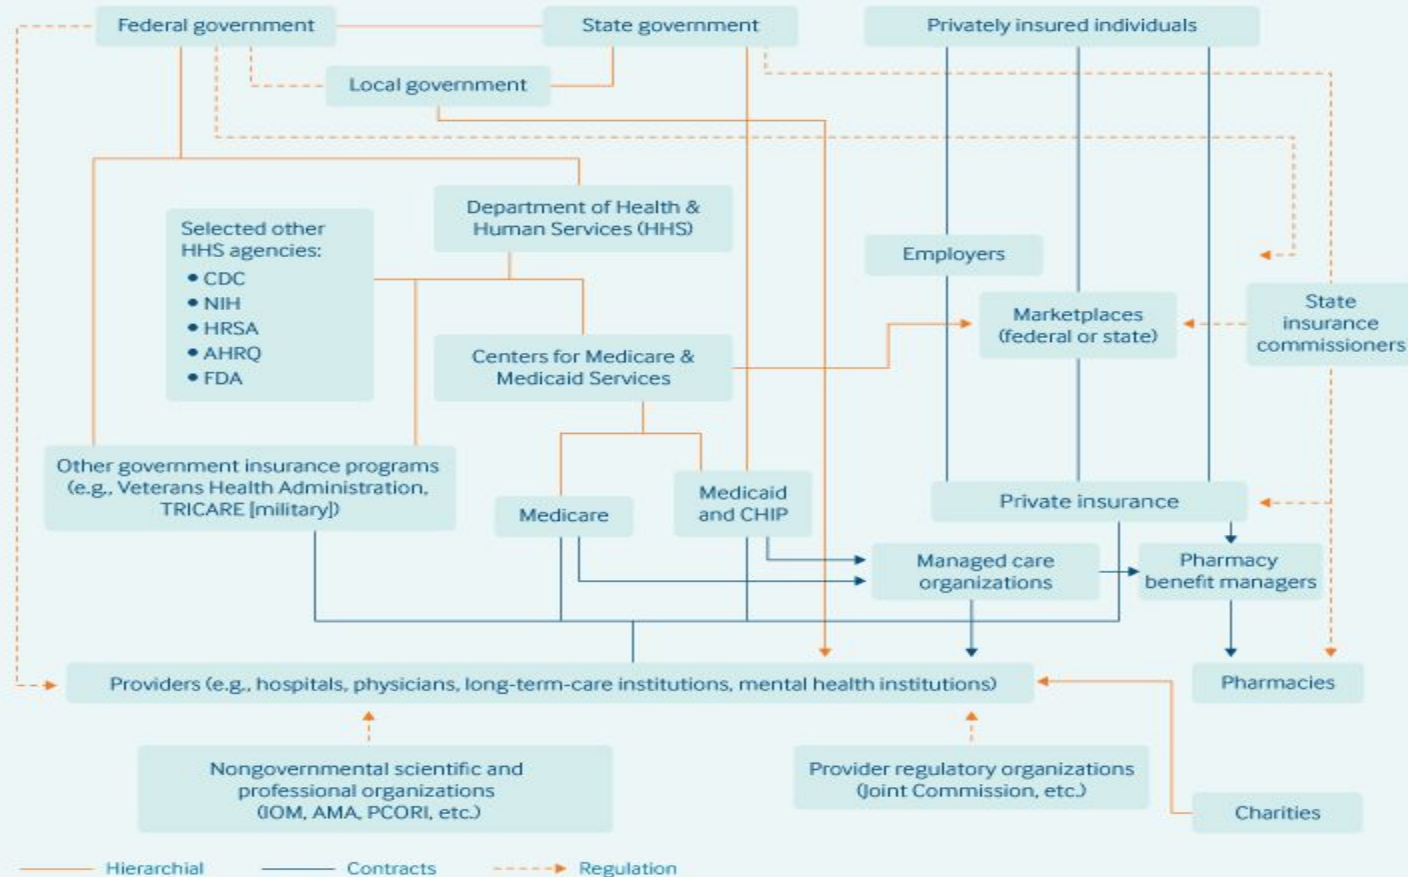 Federal government
State government
Privately insured individuals
Local government
Department of Health &
Human Services (HHS)
Selected other
HHS agencies:
• CDC
• NIH
• HRSA
• AHRQ
• FDA
Employers
Marketplaces
(federal or state)
State
insurance
commissioners
Centers for Medicare &
Medicaid Services
Other government insurance programs
(e.g., Veterans Health Administration,
TRICARE [military])
Medicare
Medicaid
and CHIP
Private insurance
Managed care
organizations
Pharmacy
benefit managers
Providers (e.g., hospitals, physicians, long-term-care institutions, mental health institutions)
Pharmacies
Nongovernmental scientific and
professional organizations
(IOM, AMA, PCORI, etc.)
Provider regulatory organizations
(Joint Commission, etc.)
Charities
Hierarchial
Contracts
Regulation